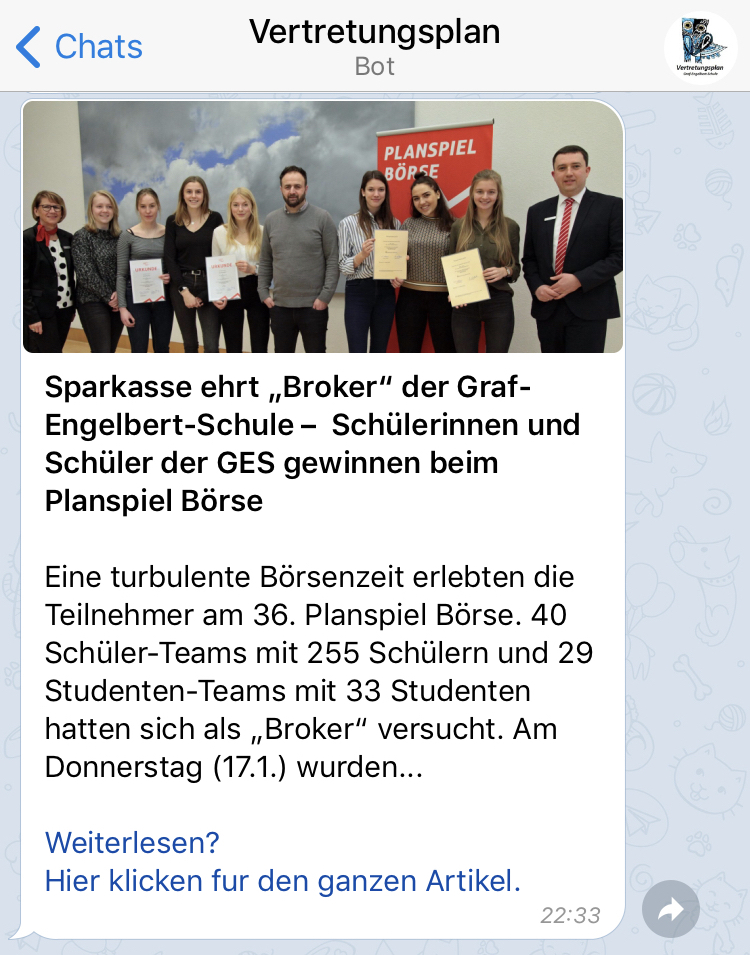 Chats
Vertretungsplan
Bot
Vertretungsplan
Graf-Engelbert-Schule
PLANSPIEL
BÖRSE
URKUNDE
URKUNDE
Sparkasse ehrt „Broker“ der Graf-
Engelbert-Schule –  Schülerinnen und
Schüler der GES gewinnen beim
Planspiel Börse
Eine turbulente Börsenzeit erlebten die
Teilnehmer am 36. Planspiel Börse. 40
Schüler-Teams mit 255 Schülern und 29
Studenten-Teams mit 33 Studenten
hatten sich als „Broker“ versucht. Am
Donnerstag (17.1.) wurden...
Weiterlesen?
Hier klicken fur den ganzen Artikel.
22:33